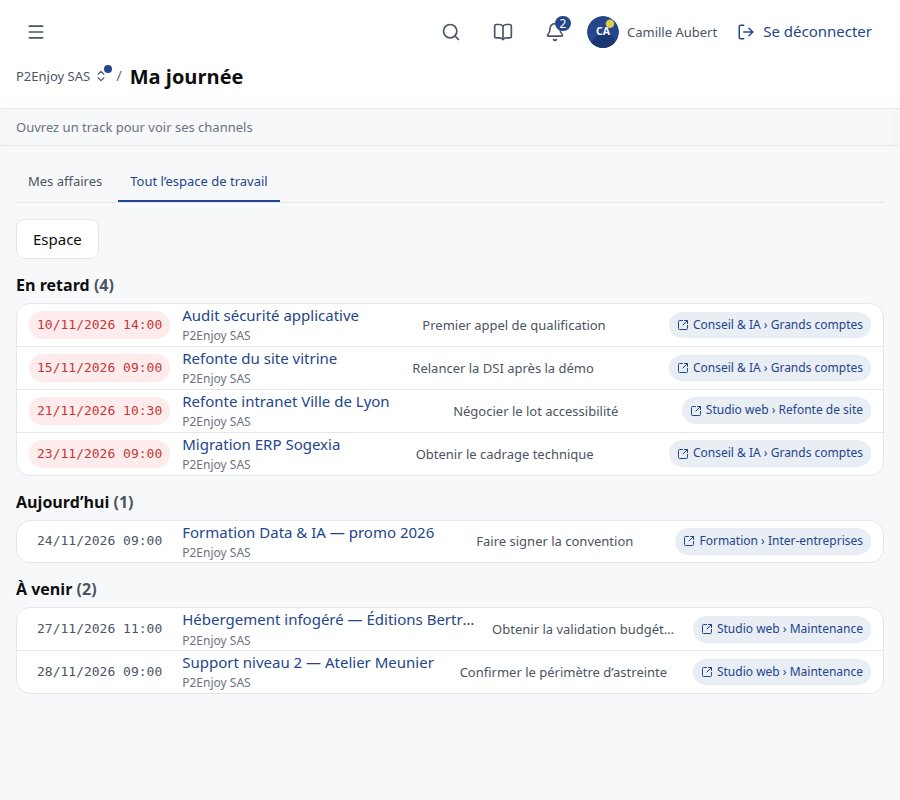 2
CA
Camille Aubert
Se déconnecter
P2Enjoy SAS / Ma journée
Ouvrez un track pour voir ses channels
Mes affaires
Tout l’espace de travail
Espace
En retard (4)
10/11/2026 14:00
Audit sécurité applicative
P2Enjoy SAS
Premier appel de qualification
Conseil & IA › Grands comptes
15/11/2026 09:00
Refonte du site vitrine
P2Enjoy SAS
Relancer la DSI après la démo
Conseil & IA › Grands comptes
21/11/2026 10:30
Refonte intranet Ville de Lyon
P2Enjoy SAS
Négocier le lot accessibilité
Studio web › Refonte de site
23/11/2026 09:00
Migration ERP Sogexia
P2Enjoy SAS
Obtenir le cadrage technique
Conseil & IA › Grands comptes
Aujourd’hui (1)
24/11/2026 09:00
Formation Data & IA — promo 2026
P2Enjoy SAS
Faire signer la convention
Formation › Inter-entreprises
À venir (2)
27/11/2026 11:00
Hébergement infogéré — Éditions Bertr...
P2Enjoy SAS
Obtenir la validation budgét...
Studio web › Maintenance
28/11/2026 09:00
Support niveau 2 — Atelier Meunier
P2Enjoy SAS
Confirmer le périmètre d’astreinte
Studio web › Maintenance